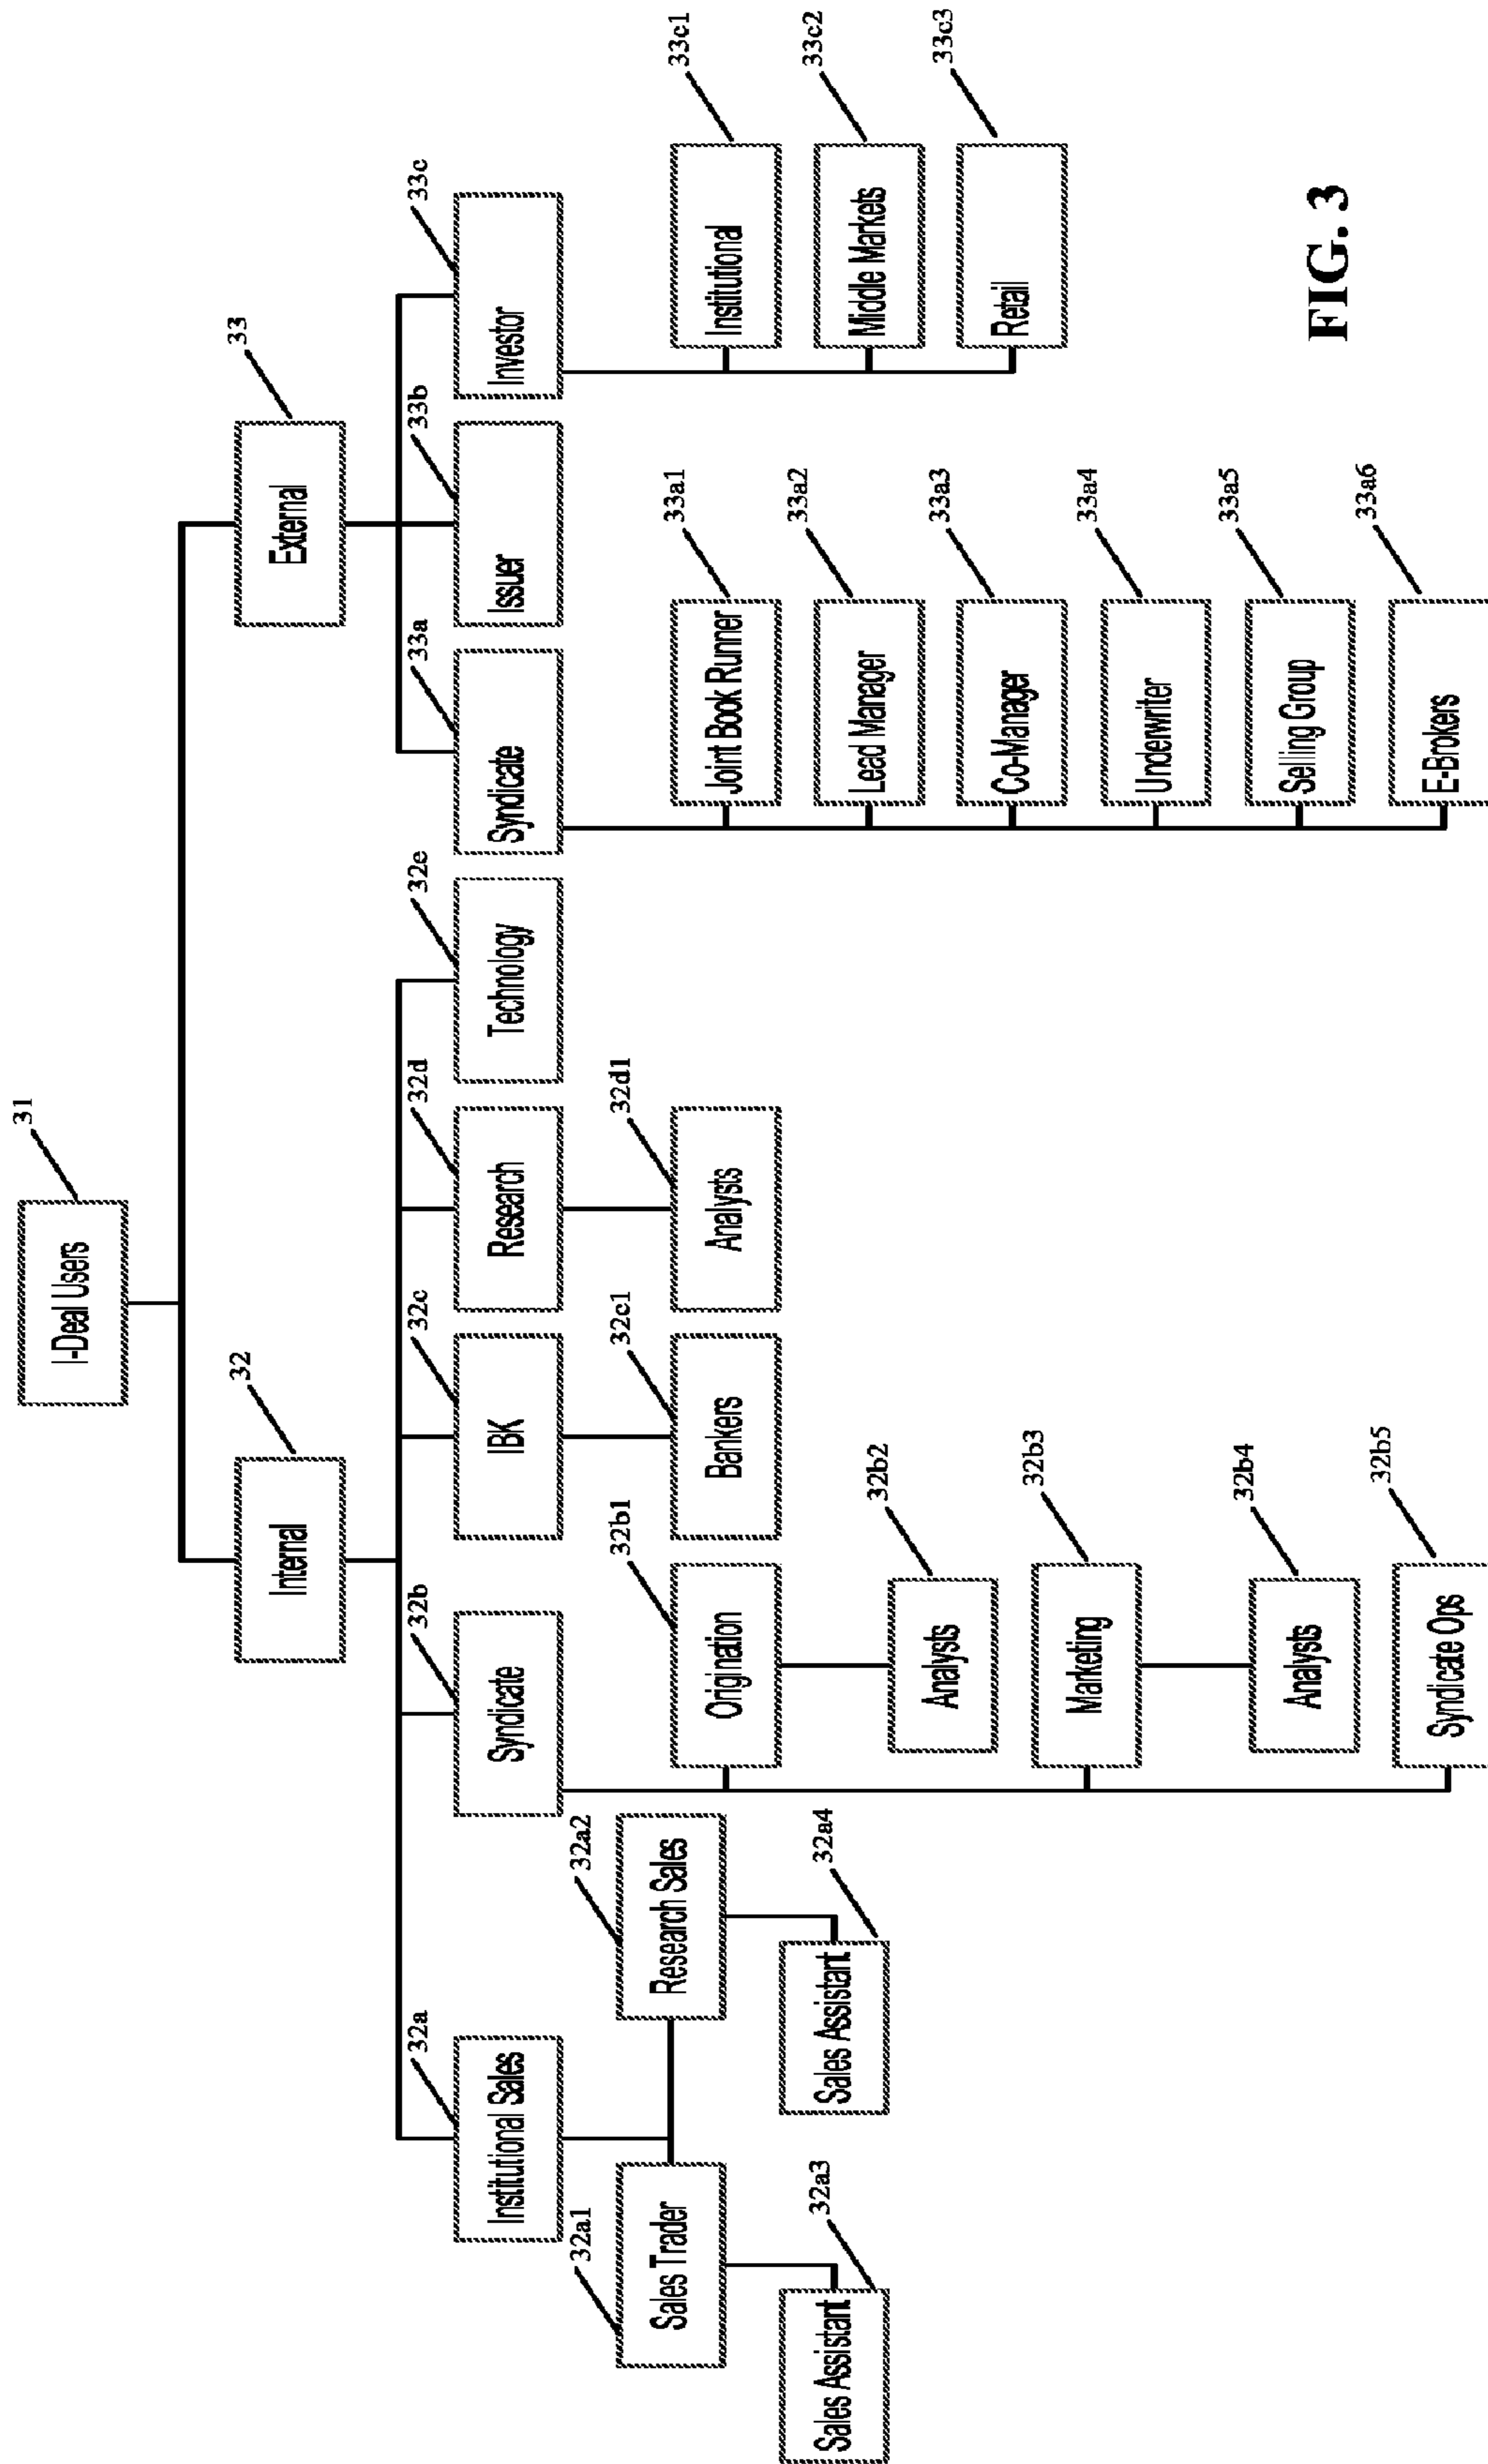 31
I-Deal Users
32
Internal
33
External
32a
Institutional Sales
32b
Syndicate
32c
IBK
32d
Research
32e
Technology
33a
Syndicate
33b
Issuer
33c
Investor
32a1
Sales Trader
32a2
Research Sales
32a3
Sales Assistant
32a4
Sales Assistant
32b1
Origination
32b2
Analysts
32b3
Marketing
32b4
Analysts
32b5
Syndicate Ops
32c1
Bankers
32d1
Analysts
33a1
Joint Book Runner
33a2
Lead Manager
33a3
Co-Manager
33a4
Underwriter
33a5
Selling Group
33a6
E-Brokers
33c1
Institutional
33c2
Middle Markets
33c3
Retail
FIG. 3